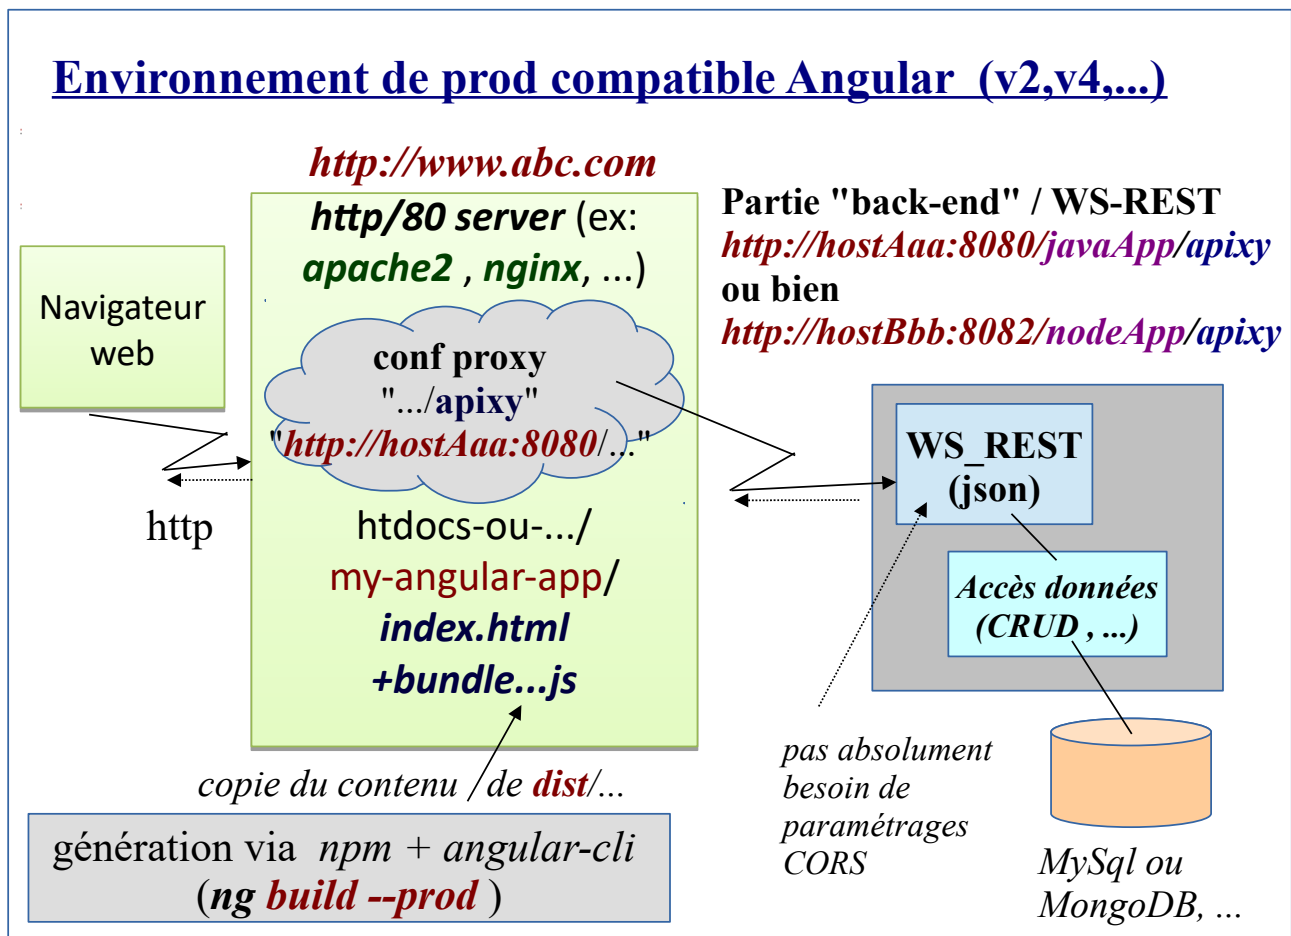 Environnement de prod compatible Angular (v2,v4,...)
http://www.abc.com
http/80 server (ex:
apache2 , nginx, ...)
Navigateur
web
conf proxy
".../apixy"
"http://hostAaa:8080/..."
http
htdocs-ou-.../
my-angular-app/
index.html
+bundle...js
copie du contenu de dist/...
génération via npm + angular-cli
(ng build --prod )
Partie "back-end" / WS-REST
http://hostAaa:8080/javaApp/apixy
ou bien
http://hostBbb:8082/nodeApp/apixy
WS_REST
(json)
Accès données
(CRUD , ...)
pas absolument
besoin de
paramétrages
CORS
MySql ou
MongoDB, ...